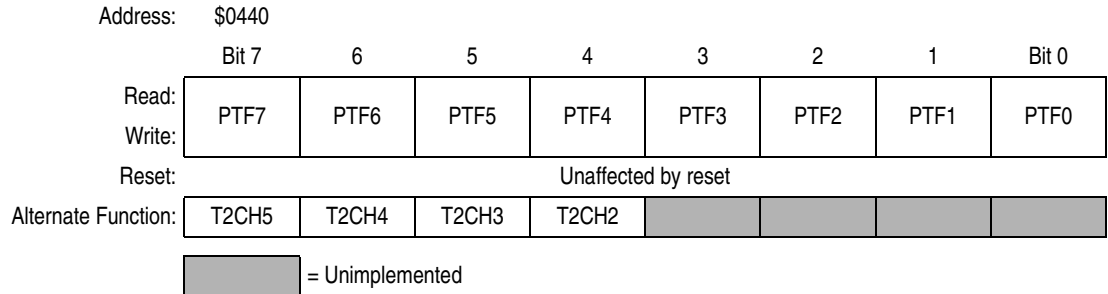 Address: $0440
Bit 7 6 5 4 3 2 1 Bit 0
Read:
PTF7 PTF6 PTF5 PTF4 PTF3 PTF2 PTF1 PTF0
Write:
Reset: Unaffected by reset
Alternate Function: T2CH5 T2CH4 T2CH3 T2CH2
= Unimplemented